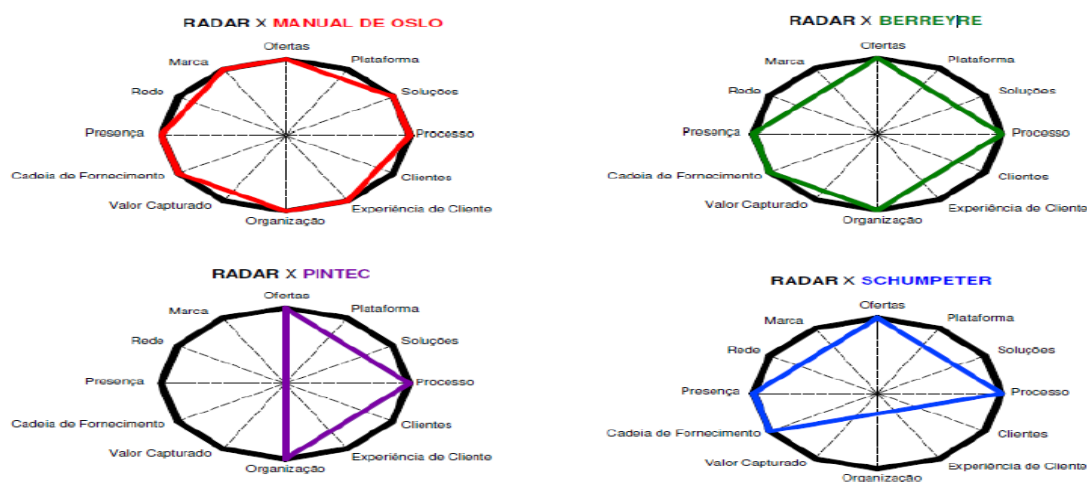 RADAR X MANUAL DE OSLO
Ofertas
Marca
Plataforma
Rede
Soluções
Presença
Processo
Cadeia de Fornecimento
Clientes
Valor Capturado
Experiência de Cliente
Organização
RADAR X BERREYRE
Ofertas
Marca
Plataforma
Rede
Soluções
Presença
Processo
Cadeia de Fornecimento
Clientes
Valor Capturado
Experiência de Cliente
Organização
RADAR X PINTEC
Ofertas
Marca
Plataforma
Rede
Soluções
Presença
Processo
Cadeia de Fornecimento
Clientes
Valor Capturado
Experiência de Cliente
Organização
RADAR X SCHUMPETER
Ofertas
Marca
Plataforma
Rede
Soluções
Presença
Processo
Cadeia de Fornecimento
Clientes
Valor Capturado
Experiência de Cliente
Organização